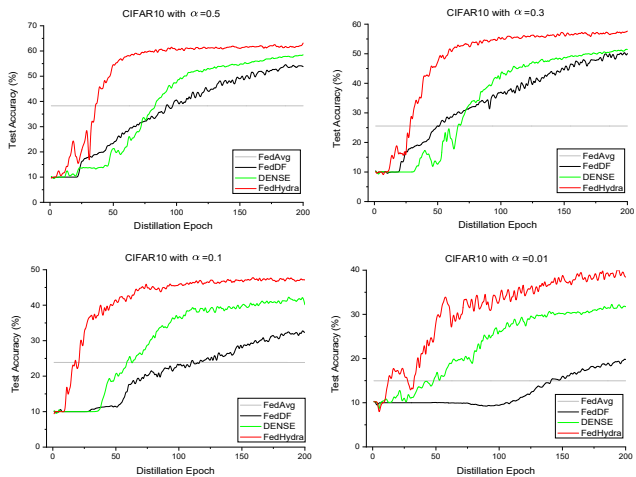 CIFAR10 with α=0.5
Test Accuracy (%)
70
60
50
40
30
20
10
0
FedAvg
FedDF
DENSE
FedHydra
0 50 100 150 200
Distillation Epoch
CIFAR10 with α=0.3
Test Accuracy (%)
60
50
40
30
20
10
0
FedAvg
FedDF
DENSE
FedHydra
0 50 100 150 200
Distillation Epoch
CIFAR10 with α=0.1
Test Accuracy (%)
50
40
30
20
10
0
FedAvg
FedDF
DENSE
FedHydra
0 50 100 150 200
Distillation Epoch
CIFAR10 with α=0.01
Test Accuracy (%)
40
30
20
10
0
FedAvg
FedDF
DENSE
FedHydra
0 50 100 150 200
Distillation Epoch